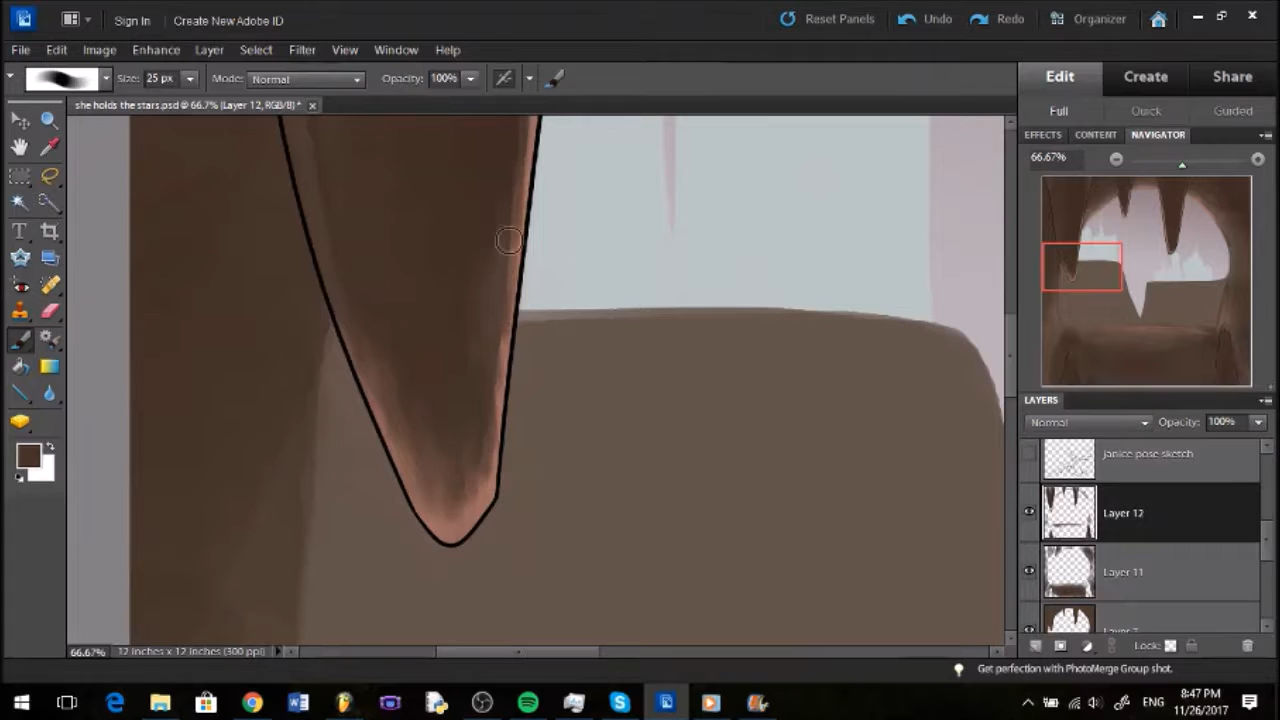 Sign In Create New Adobe ID Reset Panels Undo Redo Organizer
File Edit Image Enhance Layer Select Filter View Window Help
Size: 25 px Mode: Normal Opacity: 100%
Edit Create Share
she holds the stars.psd @ 66.7% (Layer 12, RGB/8) *
Full Quick Guided
EFFECTS CONTENT NAVIGATOR
66.67%
LAYERS
Normal Opacity: 100%
janice pose sketch
Layer 12
Layer 11
Layer
Lock:
66.67% 12 inches x 12 inches (300 ppi)
Get perfection with PhotoMerge Group shot.
ENG 8:47 PM
11/26/2017